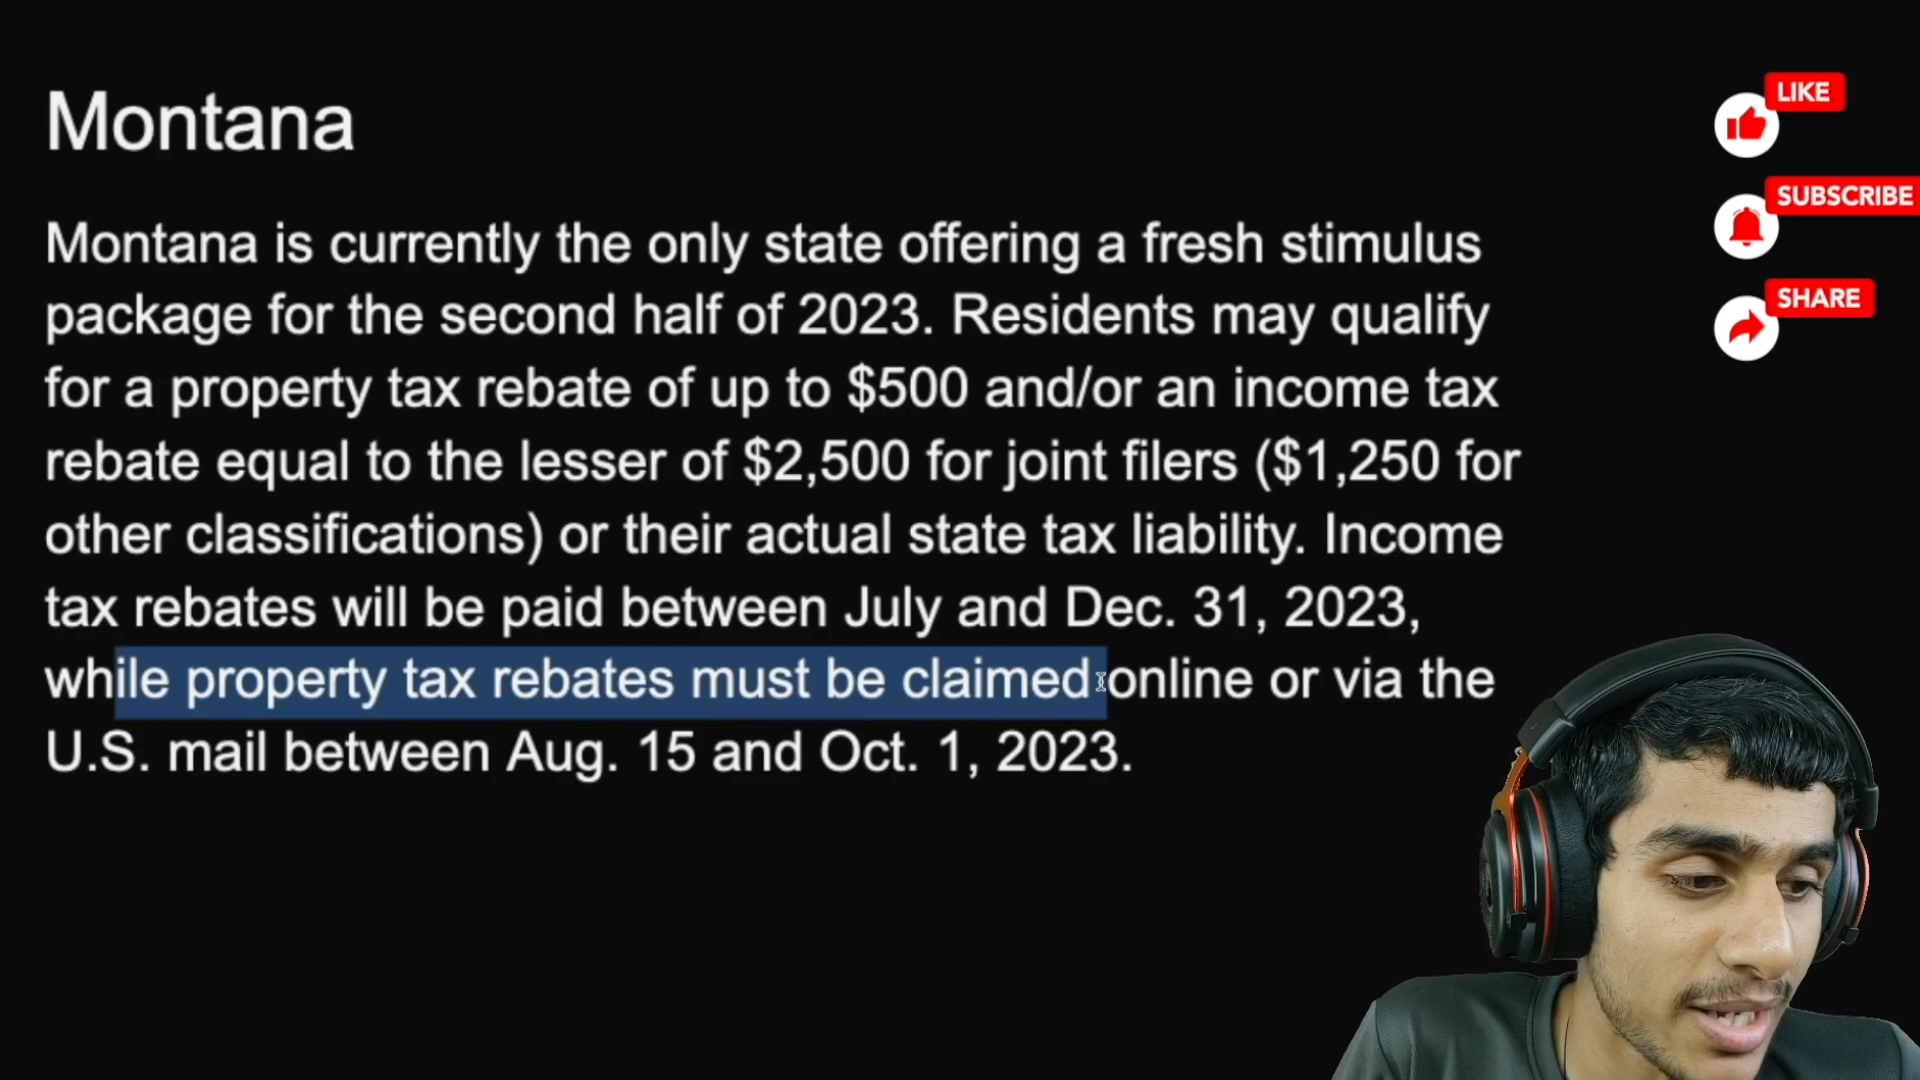 Montana
Montana is currently the only state offering a fresh stimulus
package for the second half of 2023. Residents may qualify
for a property tax rebate of up to $500 and/or an income tax
rebate equal to the lesser of $2,500 for joint filers ($1,250 for
other classifications) or their actual state tax liability. Income
tax rebates will be paid between July and Dec. 31, 2023,
while property tax rebates must be claimed online or via the
U.S. mail between Aug. 15 and Oct. 1, 2023.
LIKE
SUBSCRIBE
SHARE